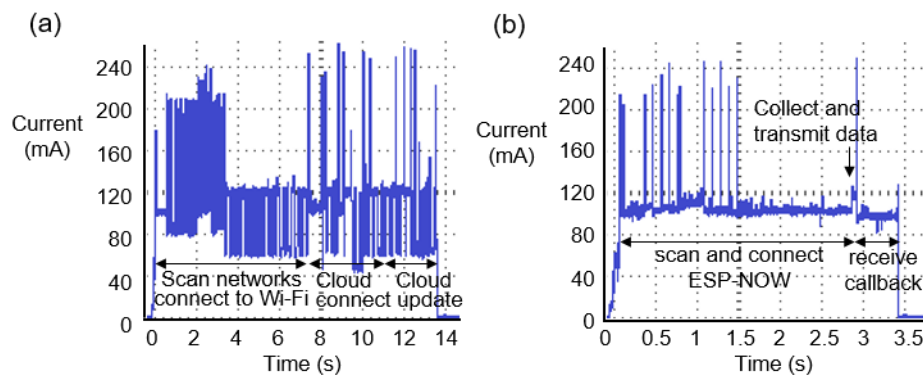 (a)
240
200
160
120
80
40
0
Current
(mA)
Scan networks
connect to Wi-Fi
Cloud
connect
Cloud
update
0 2 4 6 8 10 12 14
Time (s)
(b)
240
200
160
120
80
40
0
Current
(mA)
Collect and
transmit data
scan and connect
ESP-NOW
receive
callback
0 0.5 1 1.5 2 2.5 3 3.5
Time (s)